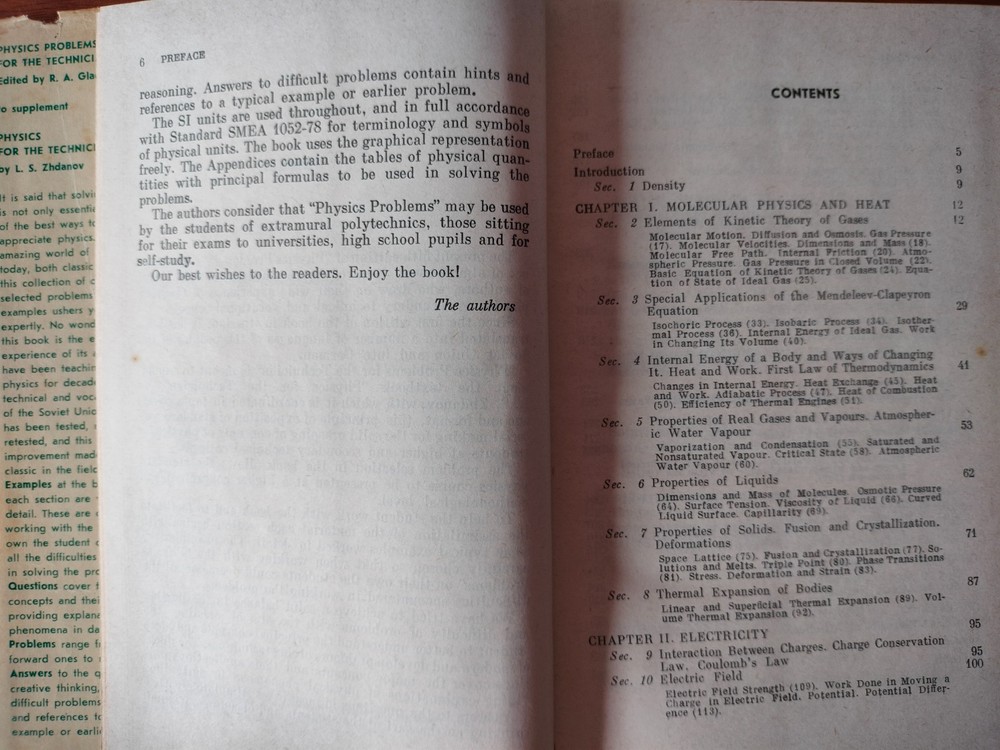 PHYSICS PROBLEMS
FOR THE TECHNICI
Edited by R. A. Gla
to supplement
PHYSICS
FOR THE TECHNICI
by L. S. Zhdanov
It is said that solvi
is not only essentia
of the best ways to
appreciate physics.
amazing world of
today, both classic
this collection of c
selected problems
examples ushers y
expertly. No wond
this book is the e
experience of its
have been teachin
physics for decad
technical and voc
of the Soviet Unic
has been tested,
retested, and this
improvement mad
classic in the field
Examples at the b
each section are
detail. These are
working with the
own the student c
all the difficulties
in solving the pro
Questions cover t
concepts and thei
providing explana
phenomena in da
Problems range f
forward ones to
Answers to the q
creative thinking,
difficult problems
and references to
example or earli
6 PREFACE
reasoning. Answers to difficult problems contain hints and
references to a typical example or earlier problem.
The SI units are used throughout, and in full accordance
with Standard SMEA 1052-78 for terminology and symbols
of physical units. The book uses the graphical representation
freely. The Appendices contain the tables of physical quan-
tities with principal formulas to be used in solving the
problems.
The authors consider that "Physics Problems" may be used
by the students of extramural polytechnics, those sitting
for their exams to universities, high school pupils and for
self-study.
Our best wishes to the readers. Enjoy the book!
The authors
CONTENTS
Preface 5
Introduction 9
Sec. 1 Density 9
CHAPTER I. MOLECULAR PHYSICS AND HEAT 12
Sec. 2 Elements of Kinetic Theory of Gases 12
Molecular Motion. Diffusion and Osmosis. Gas Pressure
(17). Molecular Velocities. Dimensions and Mass (18).
Molecular Free Path. Internal Friction (20). Atmo-
spheric Pressure. Gas Pressure in Closed Volume (22).
Basic Equation of Kinetic Theory of Gases (24). Equa-
tion of State of Ideal Gas (25).
Sec. 3 Special Applications of the Mendeleev-Clapeyron
Equation 29
Isochoric Process (33). Isobaric Process (34). Isother-
mal Process (36). Internal Energy of Ideal Gas. Work
in Changing Its Volume (40).
Sec. 4 Internal Energy of a Body and Ways of Changing
It. Heat and Work. First Law of Thermodynamics 41
Changes in Internal Energy. Heat Exchange (45). Heat
and Work. Adiabatic Process (47). Heat of Combustion
(50). Efficiency of Thermal Engines (51).
Sec. 5 Properties of Real Gases and Vapours. Atmospher-
ic Water Vapour 53
Vaporization and Condensation (55). Saturated and
Nonsaturated Vapour. Critical State (58). Atmospheric
Water Vapour (60).
Sec. 6 Properties of Liquids 62
Dimensions and Mass of Molecules. Osmotic Pressure
(64). Surface Tension. Viscosity of Liquid (66). Curved
Liquid Surface. Capillarity (69).
Sec. 7 Properties of Solids. Fusion and Crystallization.
Deformations 71
Space Lattice (75). Fusion and Crystallization (77). So-
lutions and Melts. Triple Point (80). Phase Transitions
(81). Stress. Deformation and Strain (83).
Sec. 8 Thermal Expansion of Bodies 87
Linear and Superficial Thermal Expansion (89). Vol-
ume Thermal Expansion (92).
CHAPTER II. ELECTRICITY 95
Sec. 9 Interaction Between Charges. Charge Conservation
Law. Coulomb's Law 95
Sec. 10 Electric Field 100
Electric Field Strength (109). Work Done in Moving a
Charge in Electric Field. Potential. Potential Differ-
ence (113).